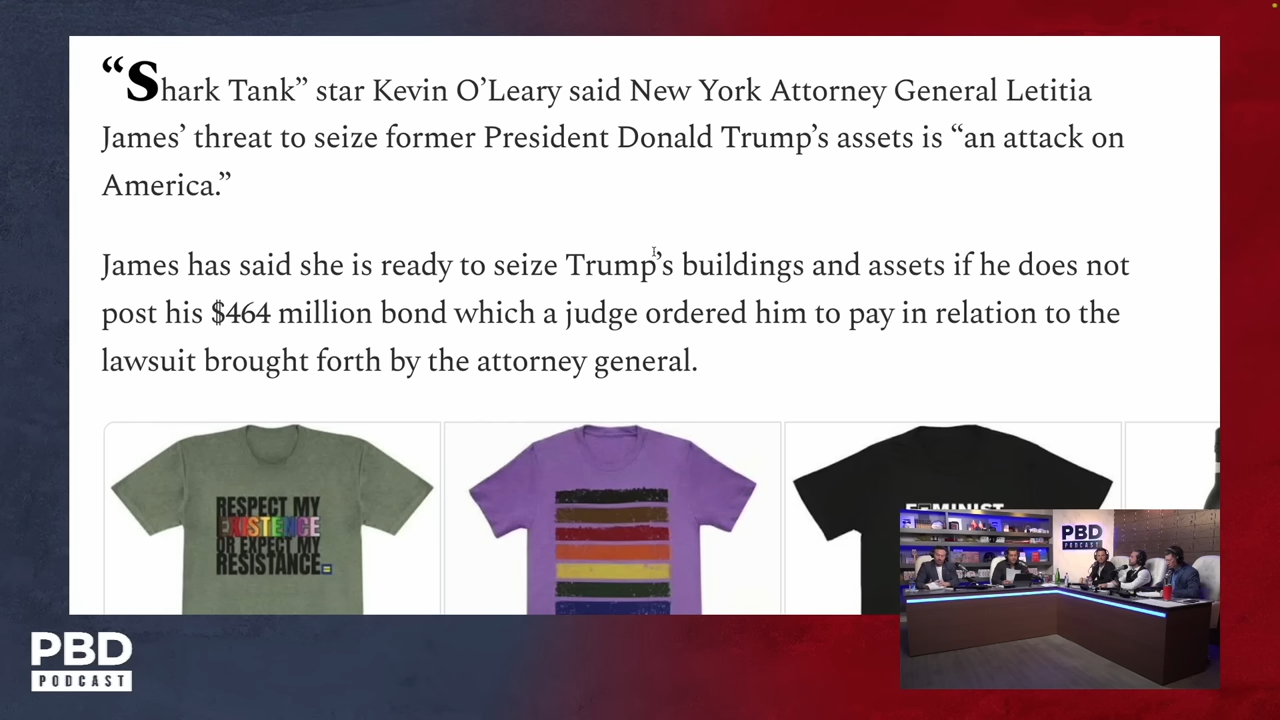 “Shark Tank” star Kevin O’Leary said New York Attorney General Letitia
James’ threat to seize former President Donald Trump’s assets is “an attack on
America.”
James has said she is ready to seize Trump’s buildings and assets if he does not
post his $464 million bond which a judge ordered him to pay in relation to the
lawsuit brought forth by the attorney general.
RESPECT MY
EXISTENCE
OR EXPECT MY
RESISTANCE.
FEMINIST
PBD
PODCAST
PBD
PODCAST